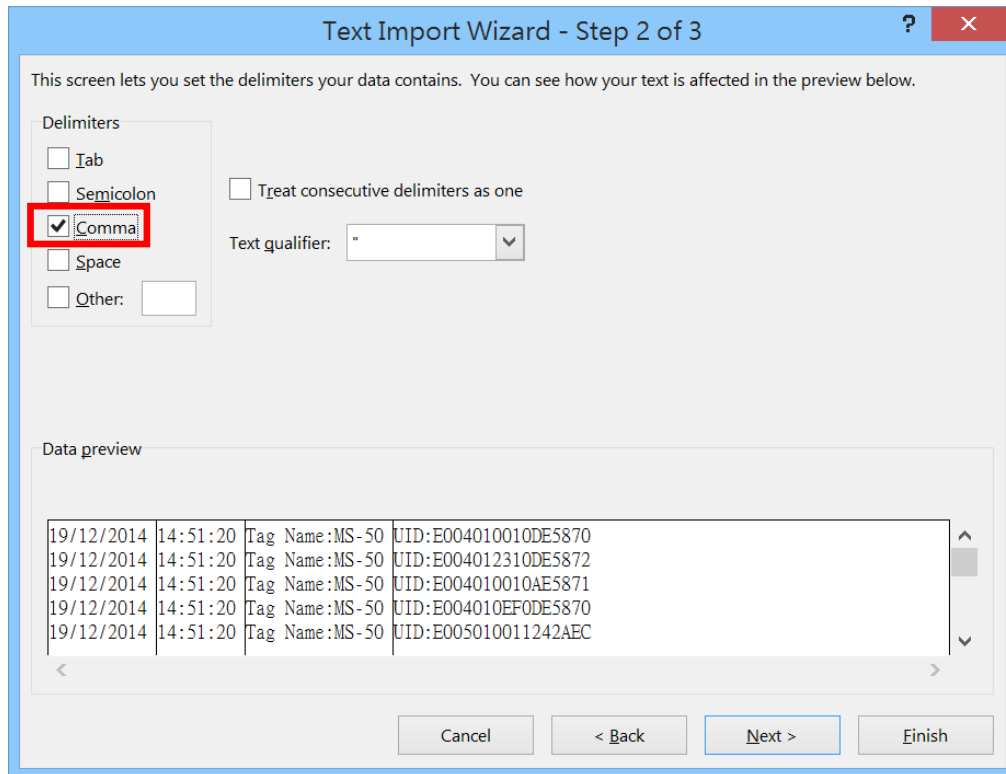 Text Import Wizard - Step 2 of 3
?
This screen lets you set the delimiters your data contains. You can see how your text is affected in the preview below.
Delimiters
Tab
Semicolon
Comma
Space
Other:
Treat consecutive delimiters as one
Text qualifier: "
Data preview
19/12/2014 14:51:20 Tag Name:MS-50 UID:E004010010DE5870
19/12/2014 14:51:20 Tag Name:MS-50 UID:E004012310DE5872
19/12/2014 14:51:20 Tag Name:MS-50 UID:E004010010AE5871
19/12/2014 14:51:20 Tag Name:MS-50 UID:E004010EF0DE5870
19/12/2014 14:51:20 Tag Name:MS-50 UID:E005010011242AEC
Cancel < Back Next > Finish